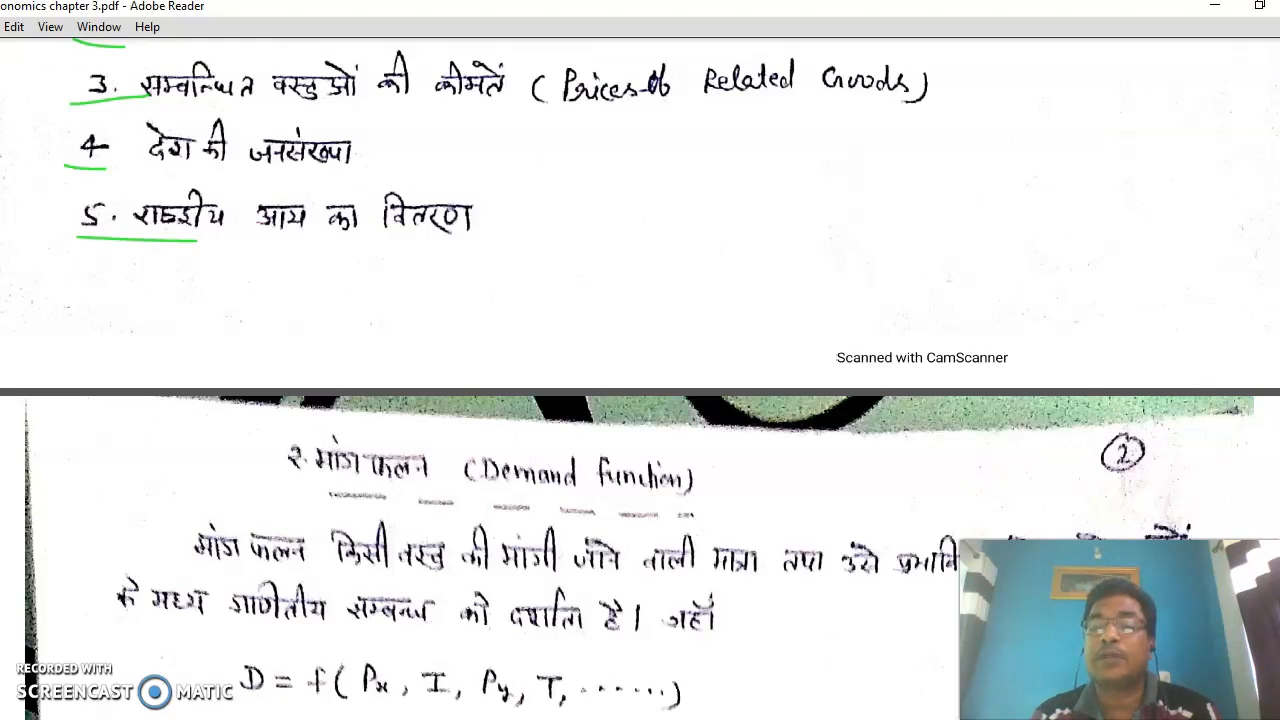 onomics chapter 3.pdf - Adobe Reader
Edit View Window Help
3. सम्बन्धित वस्तुओं की कीमतें (Prices of Related Goods)
4 देश की जनसंख्या
5. राष्ट्रीय आय का वितरण
Scanned with CamScanner
२. मांग फलन (Demand function)
2
मांग फलन किसी वस्तु की मांगी जाने वाली मात्रा तथा उसे
के मध्य गणितीय सम्बन्ध को दर्शाता है। जहाँ
D = f( Px, I, Py, T, ......)
RECORDED WITH
SCREENCAST MATIC